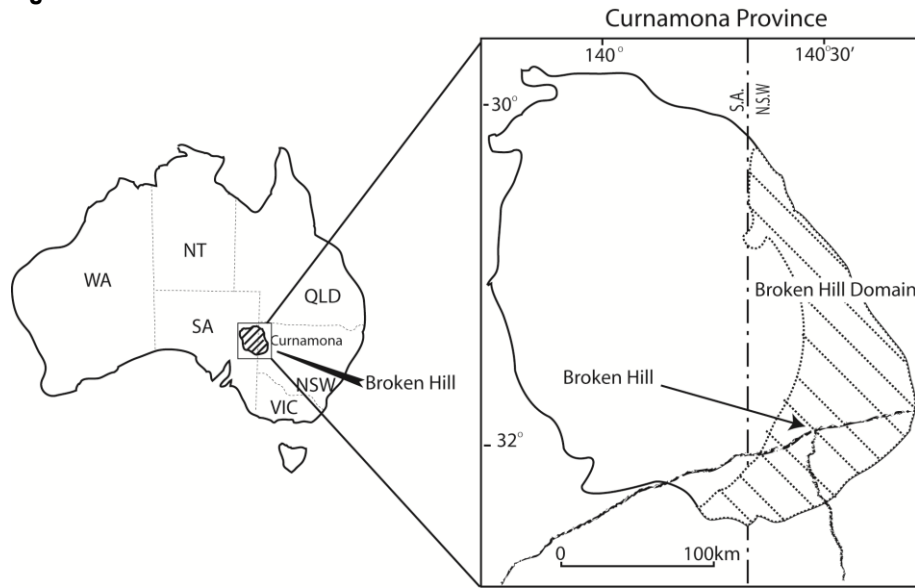 Curnamona Province
140°
140°30'
30°
S.A.
N.S.W
WA
NT
QLD
SA
Curnamona
Broken Hill
NSW
VIC
Broken Hill Domain
Broken Hill
32°
0
100km